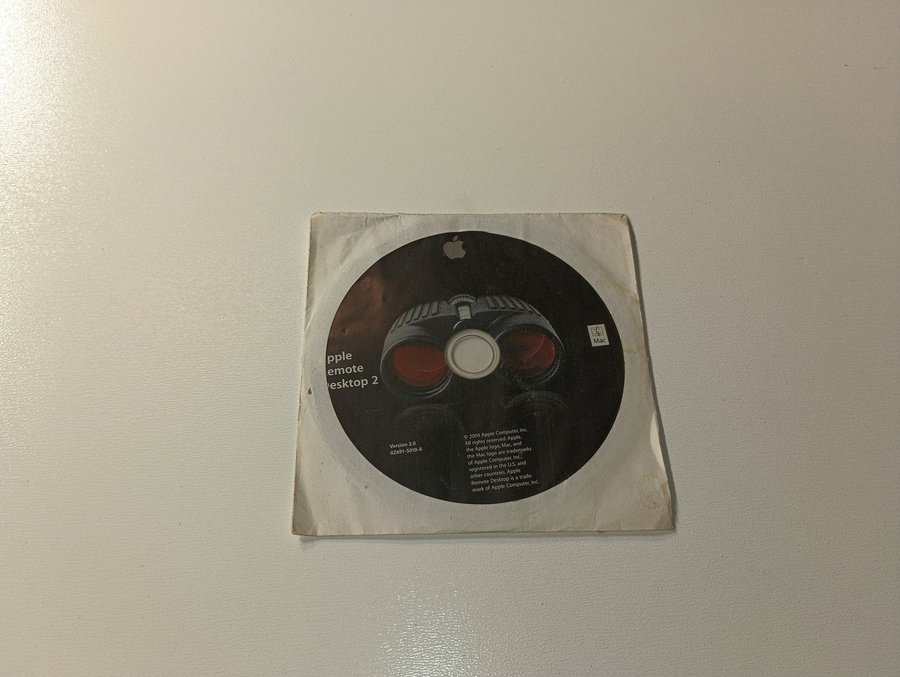 pple
emote
esktop 2
Mac
Version 2.0
0Z691-5010-A
© 2004 Apple Computer, Inc.
All rights reserved. Apple,
the Apple logo, Mac, and
the Mac logo are trademarks
of Apple Computer, Inc.,
registered in the U.S. and
other countries. Apple
Remote Desktop is a trade-
mark of Apple Computer, Inc.